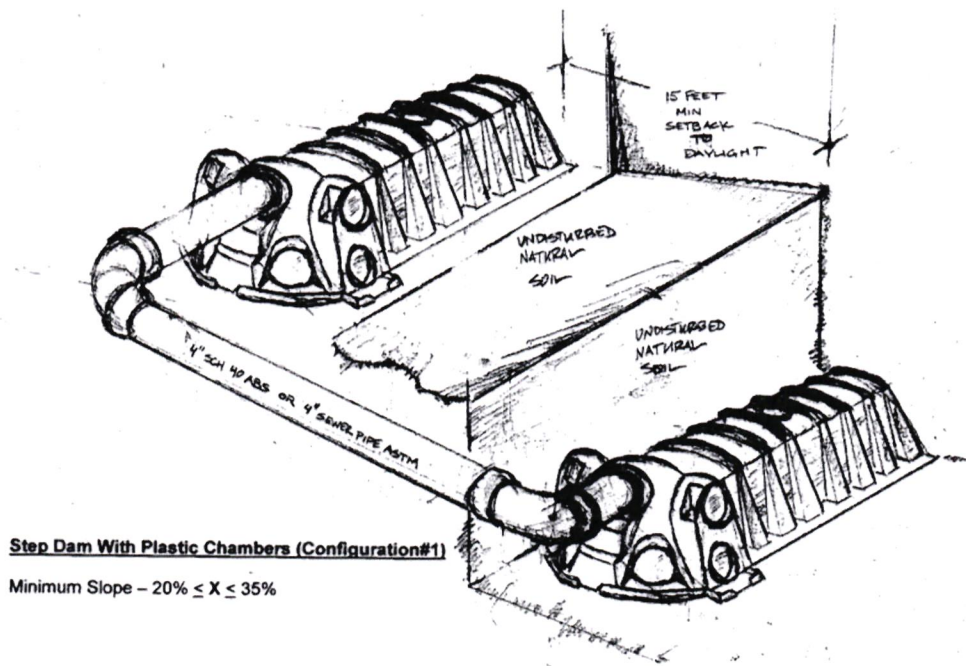 15 FEET
MIN
SETBACK
TO
DAYLIGHT
UNDISTURBED
NATURAL
SOIL
UNDISTURBED
NATURAL
SOIL
4" SCH 40 ABS OR 4" SEWER PIPE ASTM
Step Dam With Plastic Chambers (Configuration#1)
Minimum Slope – 20% ≤ X ≤ 35%